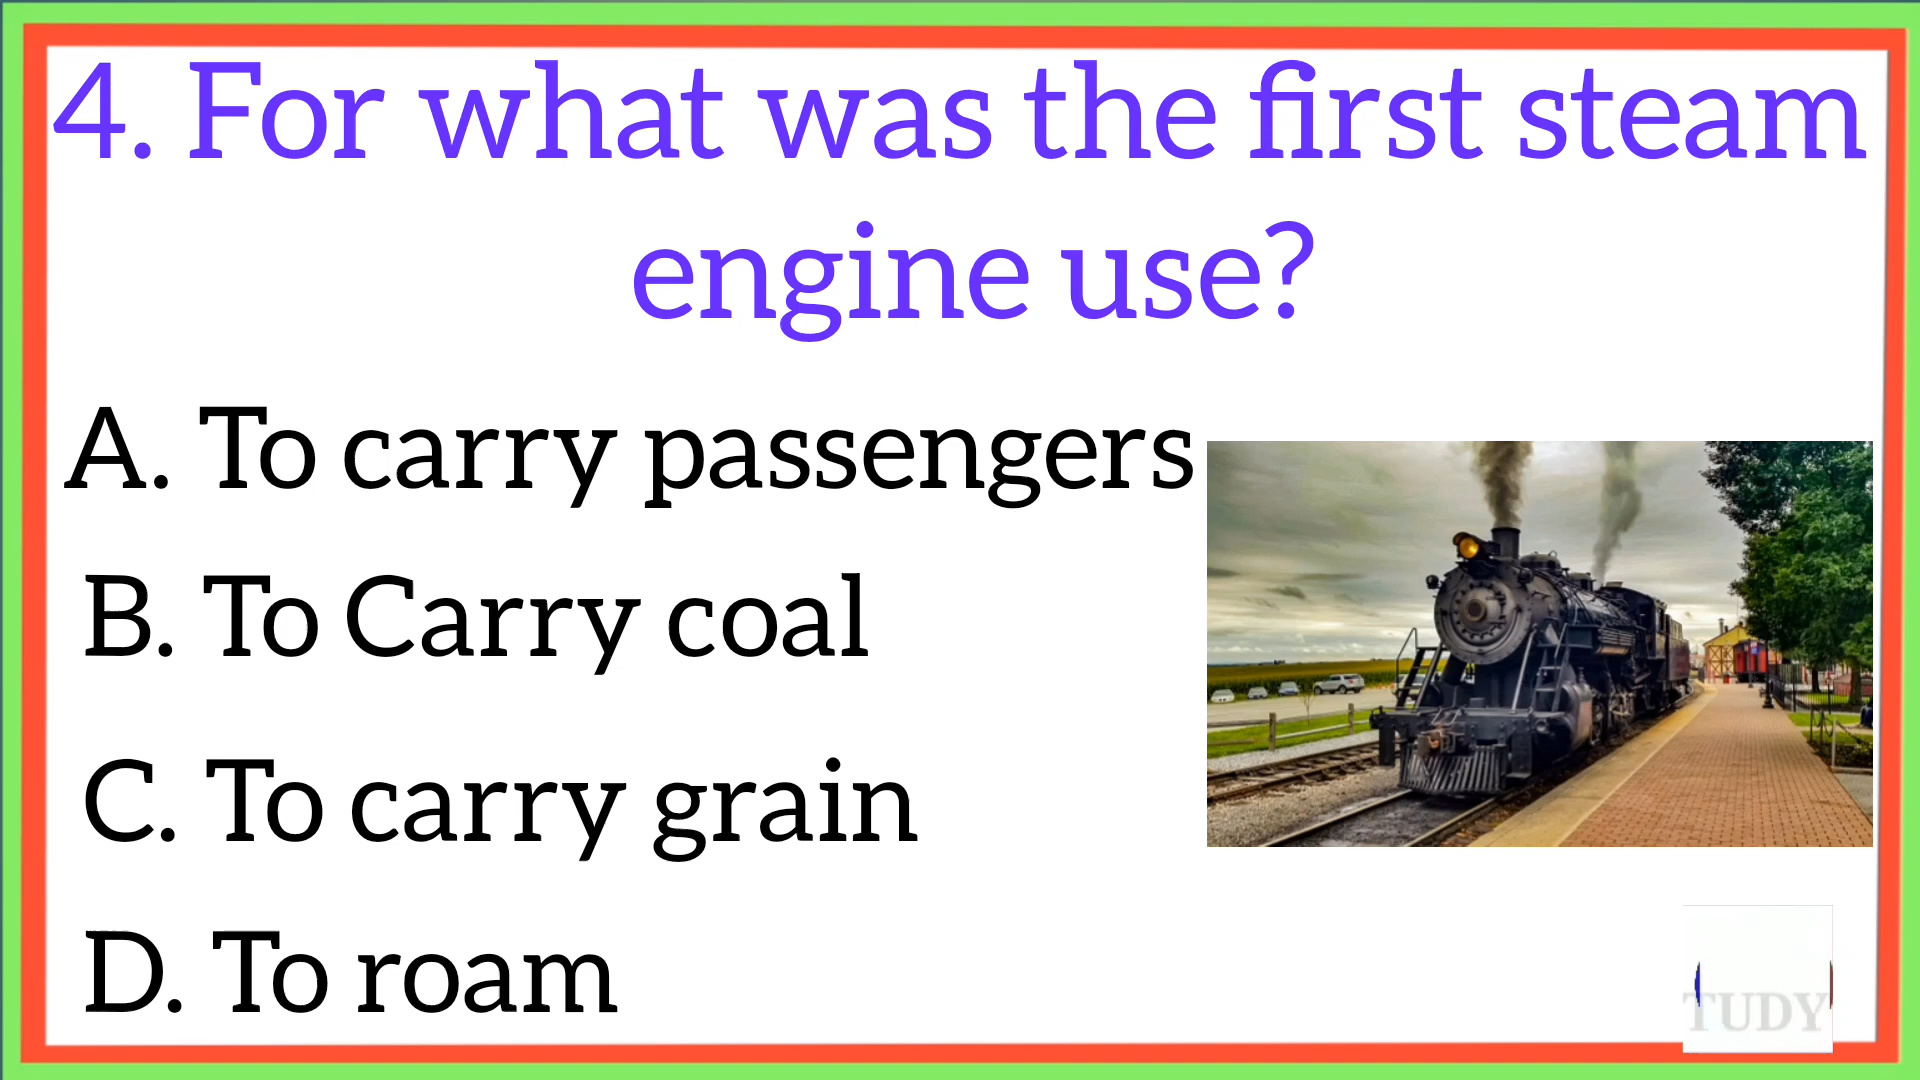 4. For what was the first steam
engine use?
A. To carry passengers
B. To Carry coal
C. To carry grain
D. To roam
TUDY